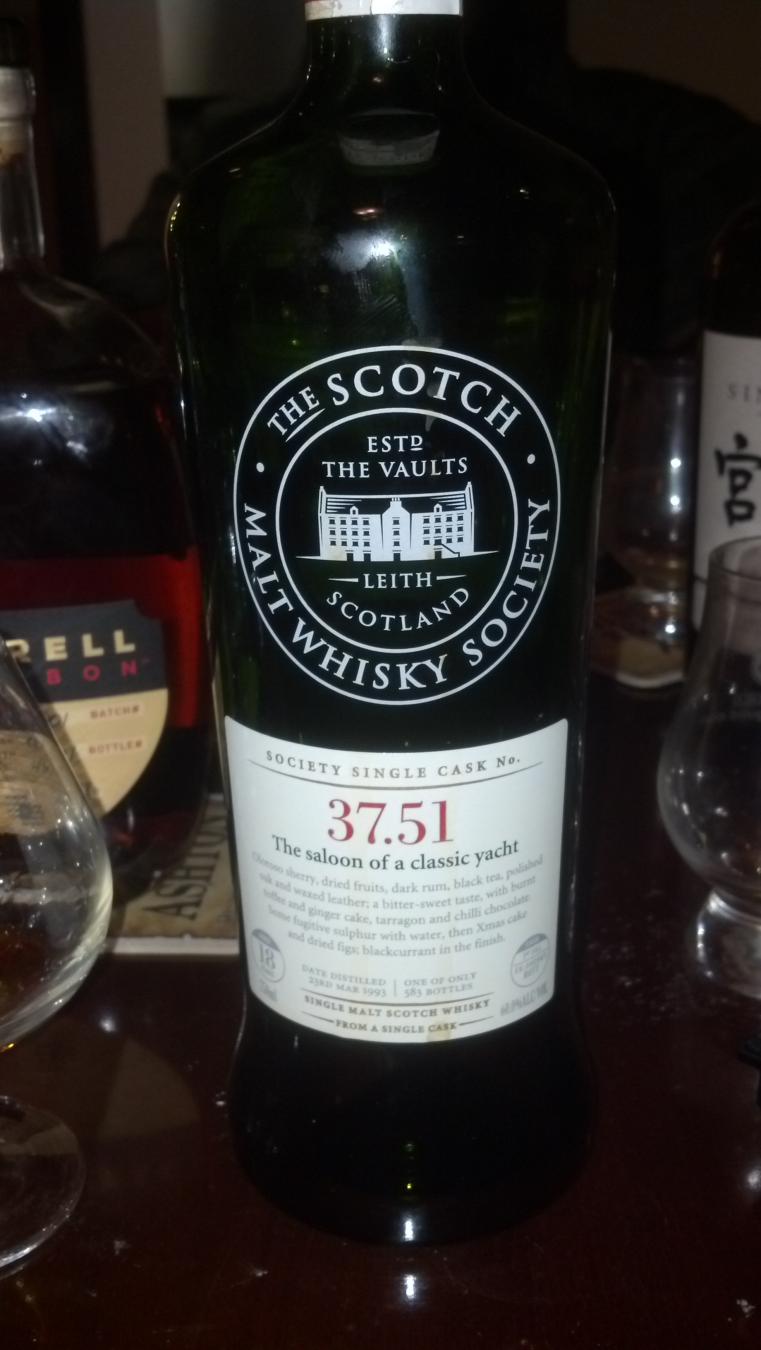 THE SCOTCH
MALT WHISKY SOCIETY
ESTD
THE VAULTS
LEITH
SCOTLAND
SOCIETY SINGLE CASK No.
37.51
The saloon of a classic yacht
Oloroso sherry, dried fruits, dark rum, black tea, polished
oak and waxed leather; a bitter-sweet taste, with burnt
toffee and ginger cake, tarragon and chilli chocolate.
Some fugitive sulphur with water, then Xmas cake
and dried figs; blackcurrant in the finish.
18
DATE DISTILLED
23RD MAR 1993
ONE OF ONLY
583 BOTTLES
SINGLE MALT SCOTCH WHISKY
FROM A SINGLE CASK
RELL
BON
BATCH#
BOTTLE#
ASHTON
SIN
宮